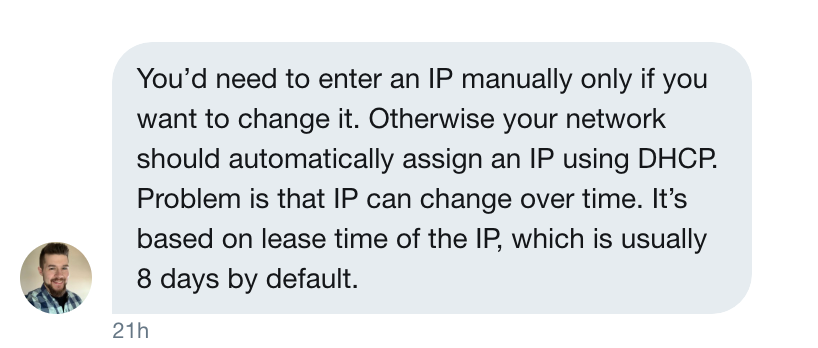 You’d need to enter an IP manually only if you
want to change it. Otherwise your network
should automatically assign an IP using DHCP.
Problem is that IP can change over time. It’s
based on lease time of the IP, which is usually
8 days by default.
21h